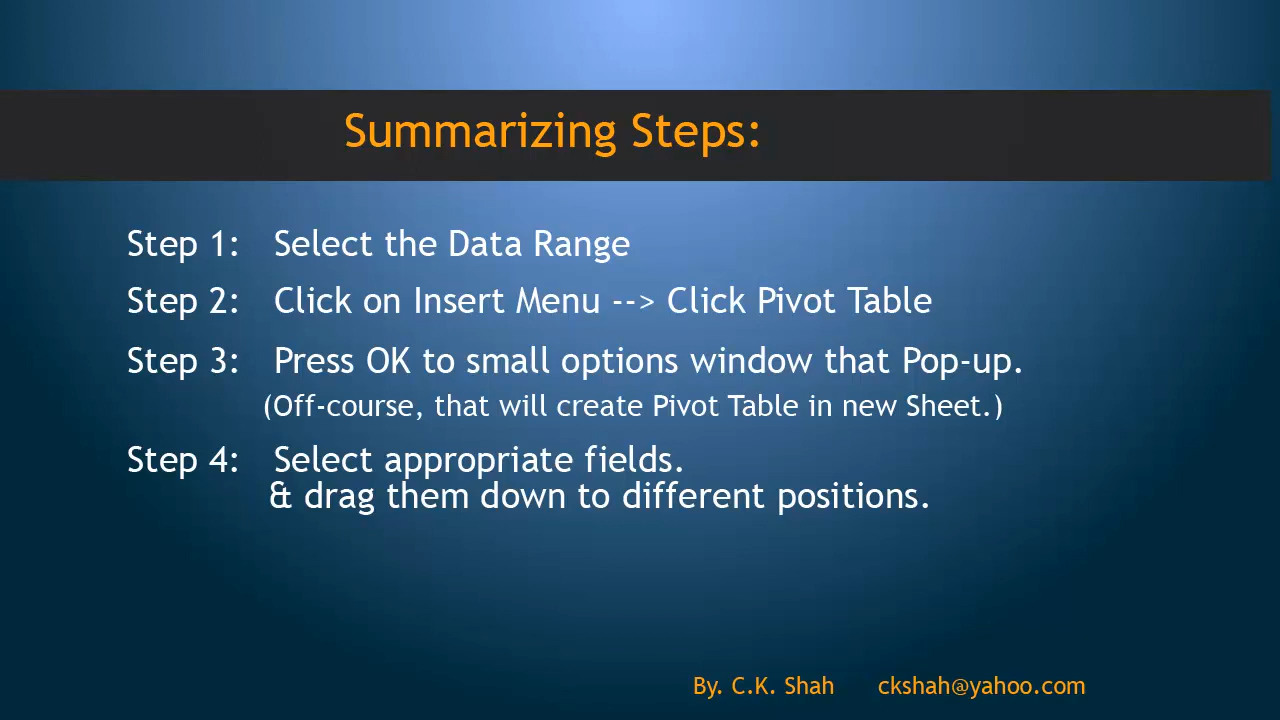 Summarizing Steps:
Step 1: Select the Data Range
Step 2: Click on Insert Menu --> Click Pivot Table
Step 3: Press OK to small options window that Pop-up.
(Off-course, that will create Pivot Table in new Sheet.)
Step 4: Select appropriate fields.
& drag them down to different positions.
By. C.K. Shah ckshah@yahoo.com